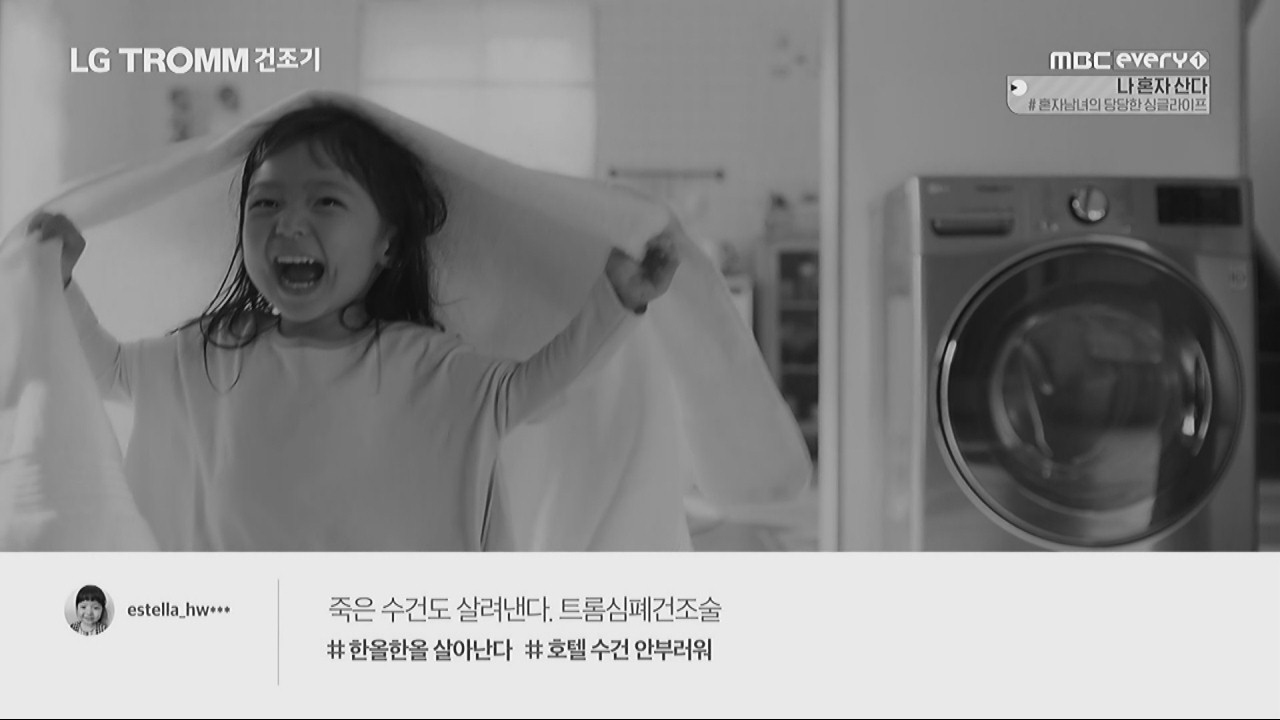 LG TROMM 건조기
MBC every1
나 혼자 산다
# 혼자남녀의 당당한 싱글라이프
estella_hw***
죽은 수건도 살려낸다. 트롬심폐건조술
# 한올한올 살아난다 # 호텔 수건 안부러워